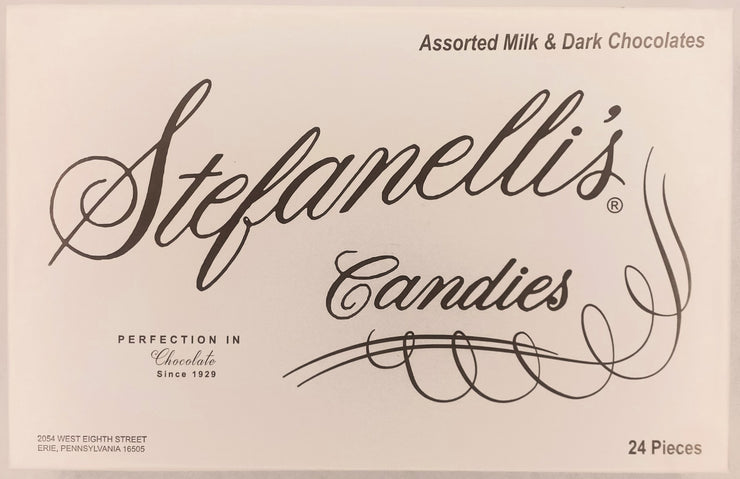 Assorted Milk & Dark Chocolates
Stefanelli's®
Candies
PERFECTION IN
Chocolate
Since 1929
2054 WEST EIGHTH STREET
ERIE, PENNSYLVANIA 16505
24 Pieces